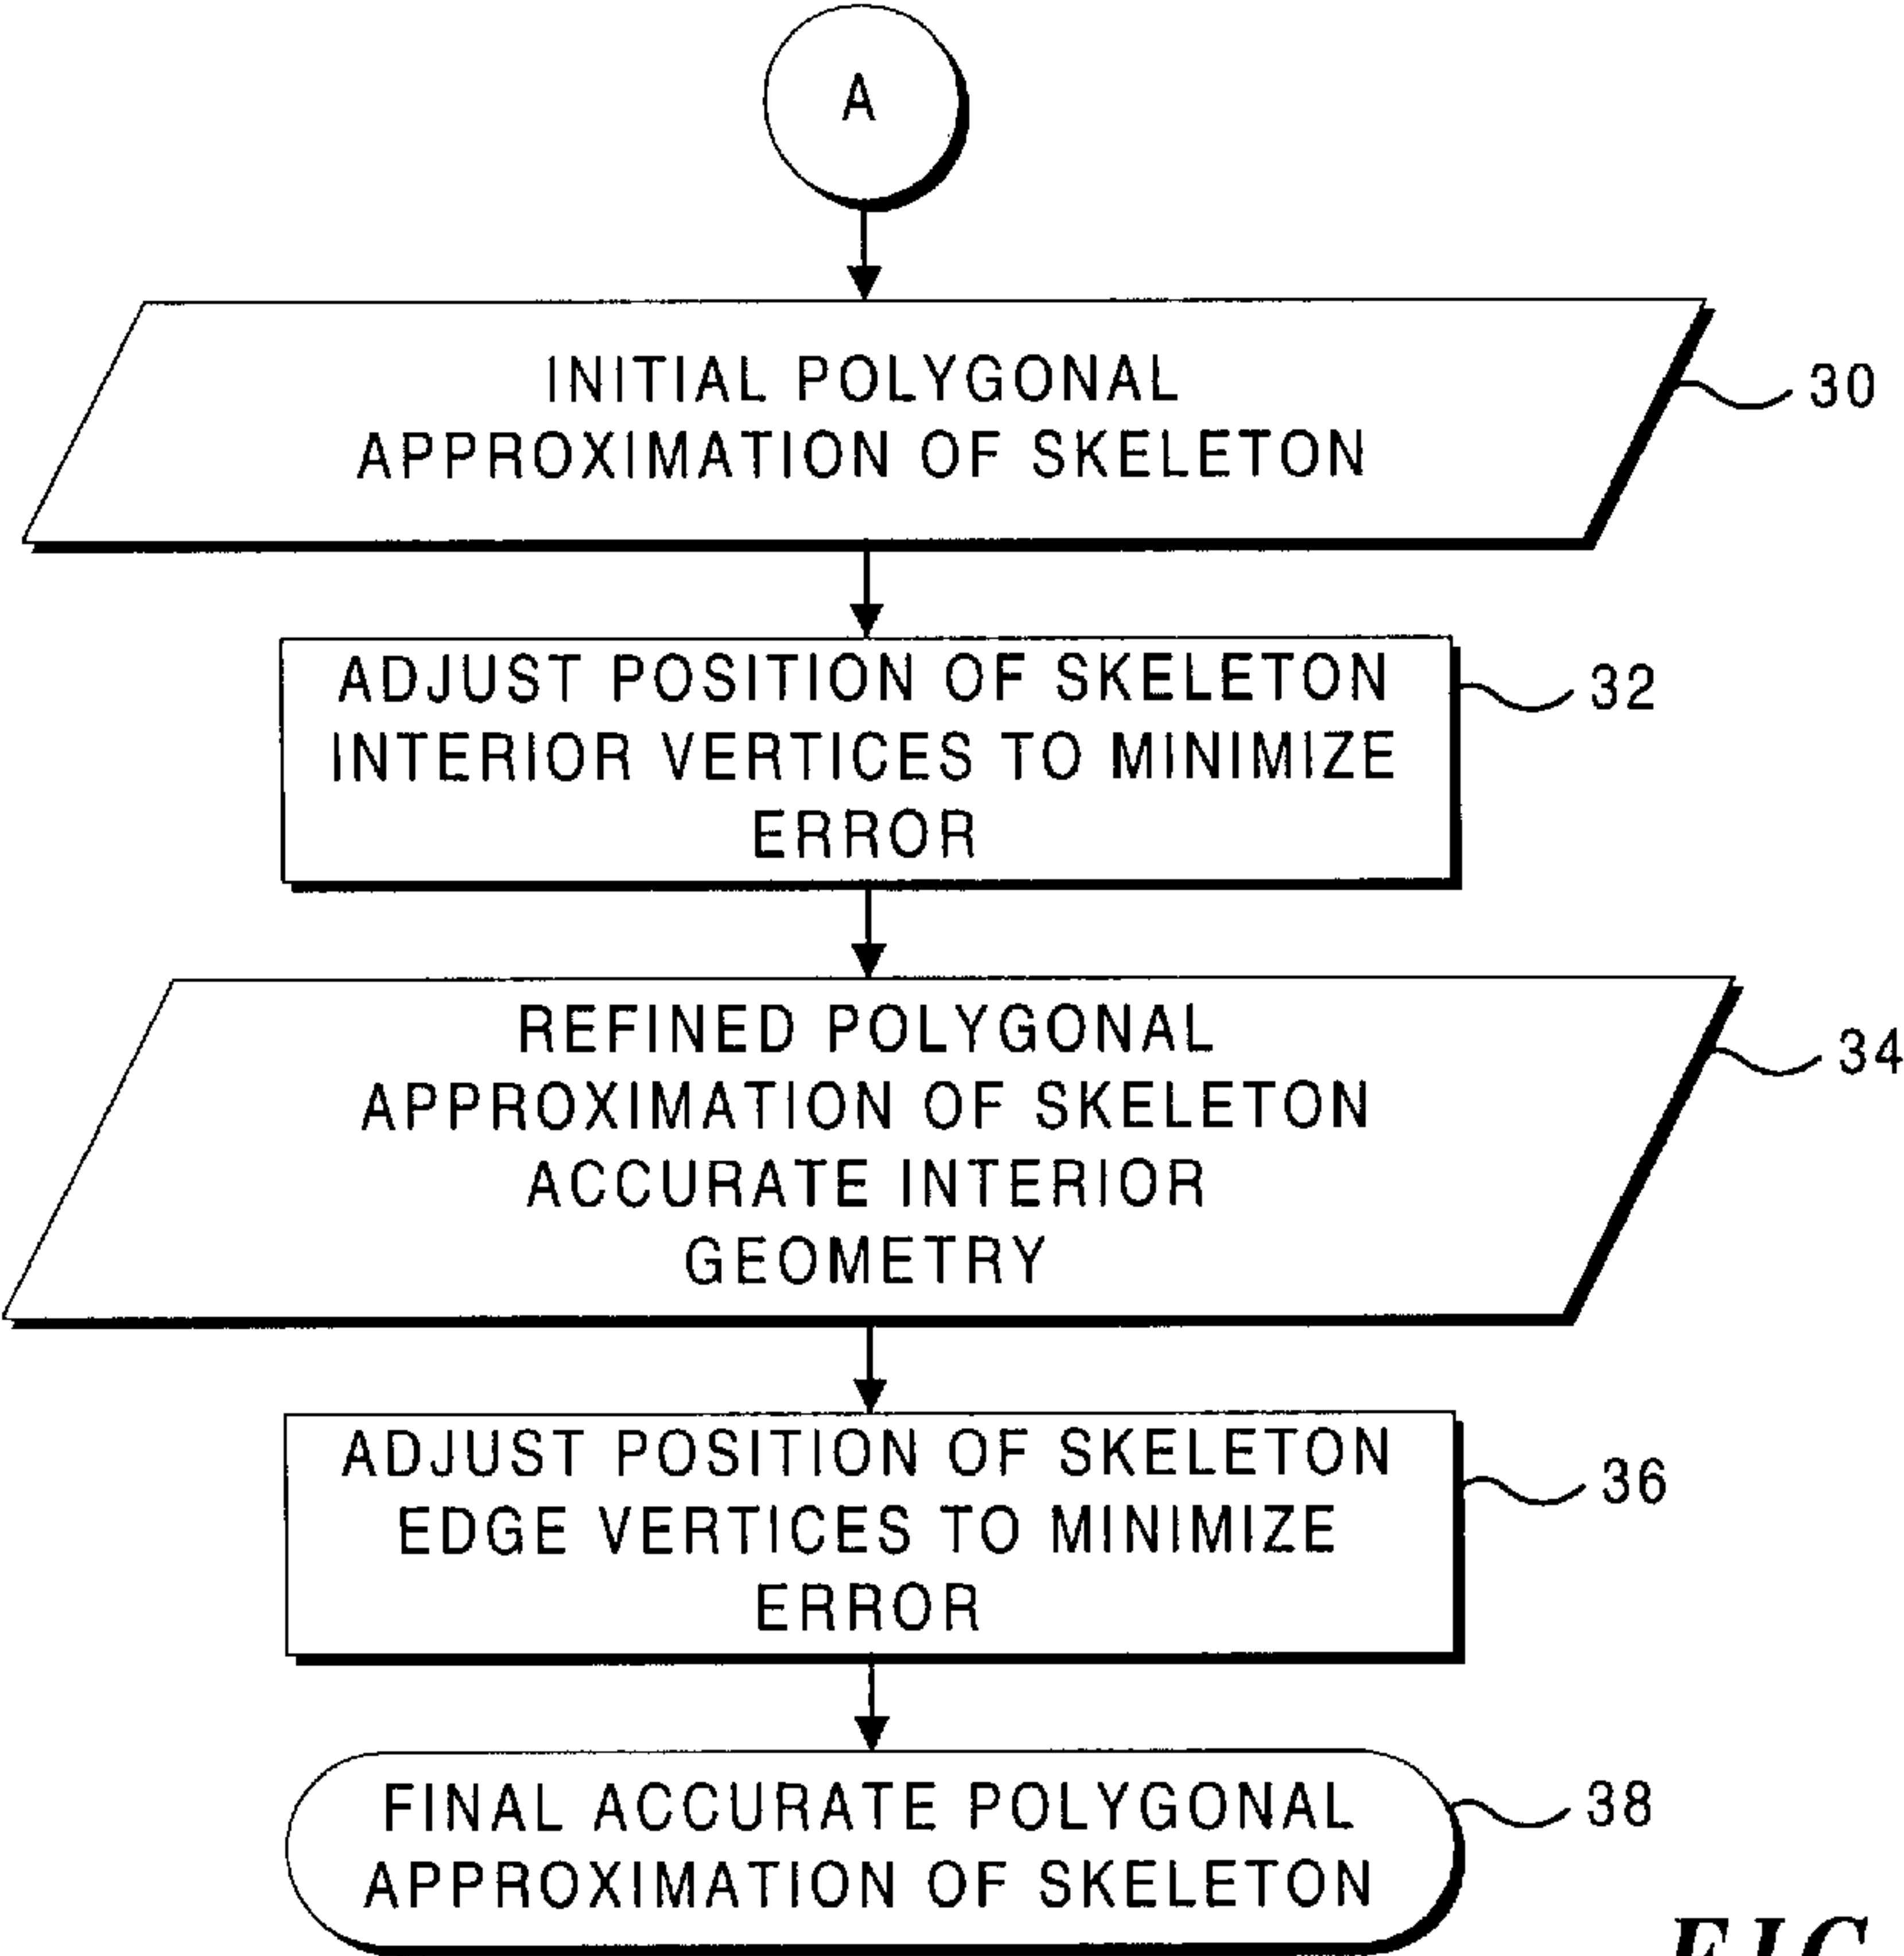 A
INITIAL POLYGONAL
APPROXIMATION OF SKELETON
30
ADJUST POSITION OF SKELETON
INTERIOR VERTICES TO MINIMIZE
ERROR
32
REFINED POLYGONAL
APPROXIMATION OF SKELETON
ACCURATE INTERIOR
GEOMETRY
34
ADJUST POSITION OF SKELETON
EDGE VERTICES TO MINIMIZE
ERROR
36
FINAL ACCURATE POLYGONAL
APPROXIMATION OF SKELETON
38